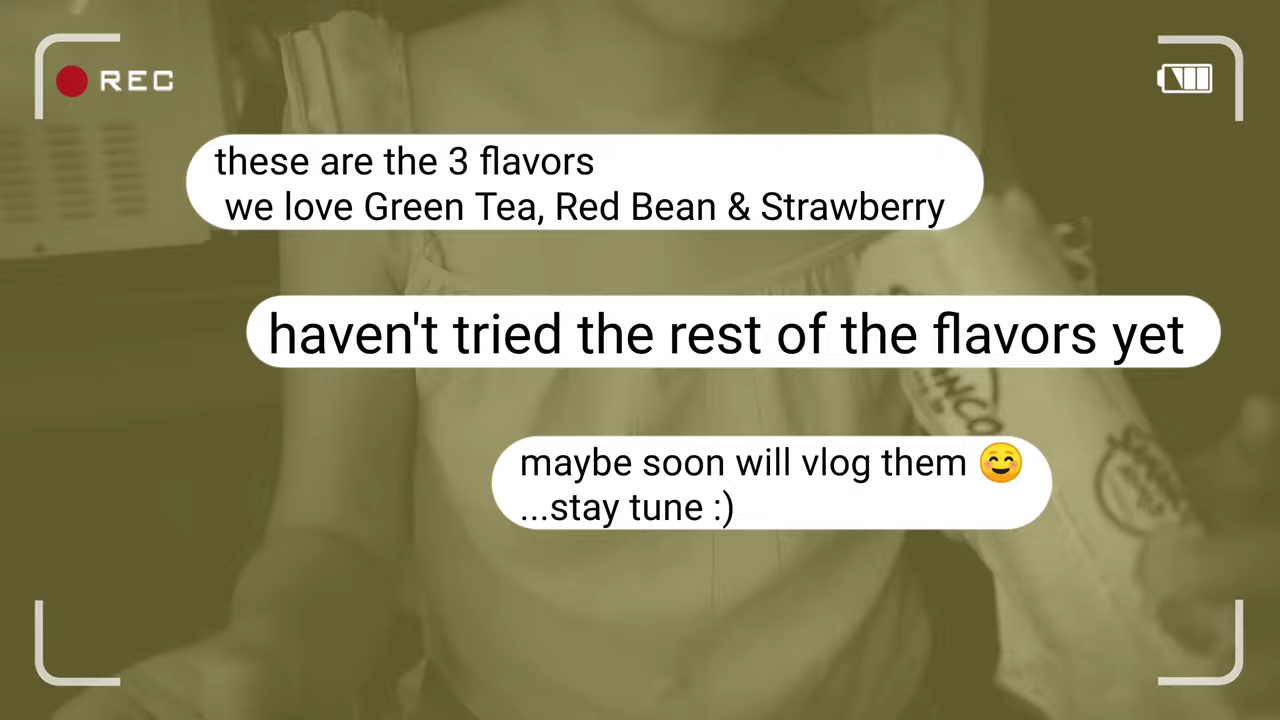 REC
these are the 3 flavors
we love Green Tea, Red Bean & Strawberry
haven't tried the rest of the flavors yet
maybe soon will vlog them 😊
...stay tune :)